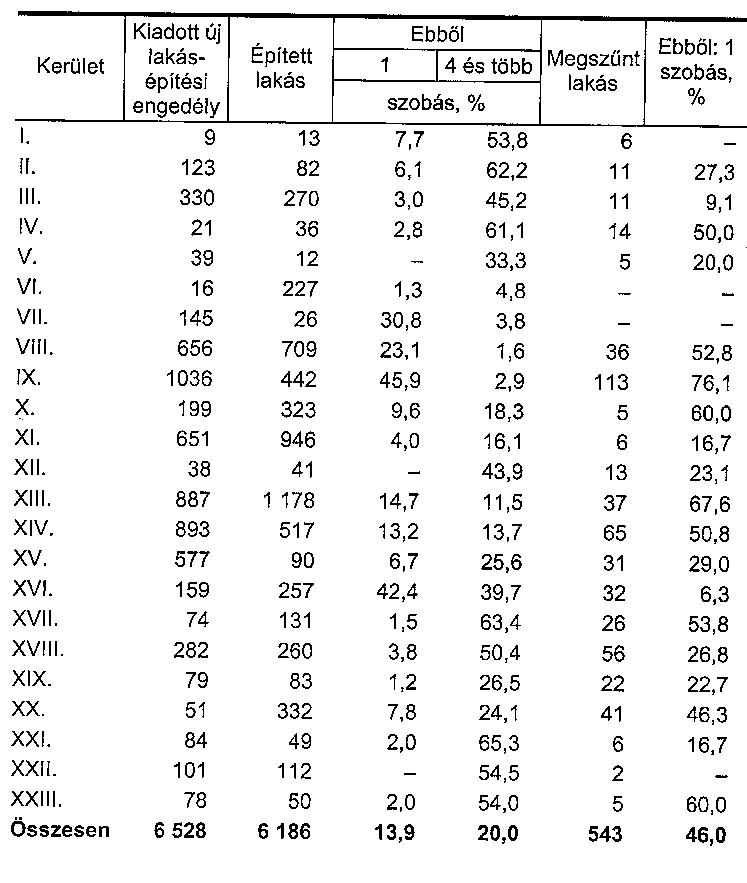 Kerület Kiadott új lakás-építési engedély Épített lakás Ebből Megszűnt lakás Ebből: 1 szobás, %
1 4 és több
szobás, %
I. 9 13 7,7 53,8 6 –
II. 123 82 6,1 62,2 11 27,3
III. 330 270 3,0 45,2 11 9,1
IV. 21 36 2,8 61,1 14 50,0
V. 39 12 – 33,3 5 20,0
VI. 16 227 1,3 4,8 – –
VII. 145 26 30,8 3,8 – –
VIII. 656 709 23,1 1,6 36 52,8
IX. 1036 442 45,9 2,9 113 76,1
X. 199 323 9,6 18,3 5 60,0
XI. 651 946 4,0 16,1 6 16,7
XII. 38 41 – 43,9 13 23,1
XIII. 887 1 178 14,7 11,5 37 67,6
XIV. 893 517 13,2 13,7 65 50,8
XV. 577 90 6,7 25,6 31 29,0
XVI. 159 257 42,4 39,7 32 6,3
XVII. 74 131 1,5 63,4 26 53,8
XVIII. 282 260 3,8 50,4 56 26,8
XIX. 79 83 1,2 26,5 22 22,7
XX. 51 332 7,8 24,1 41 46,3
XXI. 84 49 2,0 65,3 6 16,7
XXII. 101 112 – 54,5 2 –
XXIII. 78 50 2,0 54,0 5 60,0
Összesen 6 528 6 186 13,9 20,0 543 46,0